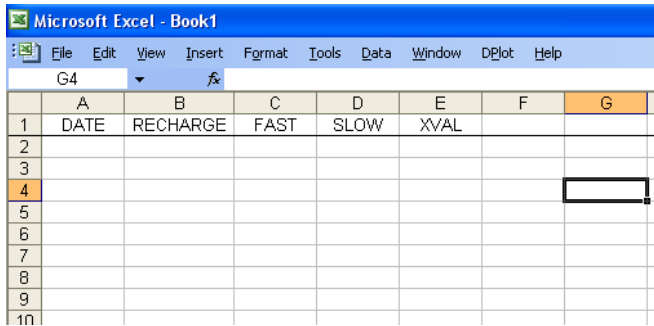 Microsoft Excel - Book1
File Edit View Insert Format Tools Data Window DPlot Help
G4 fx
A B C D E F G
1 DATE RECHARGE FAST SLOW XVAL
2
3
4
5
6
7
8
9
10